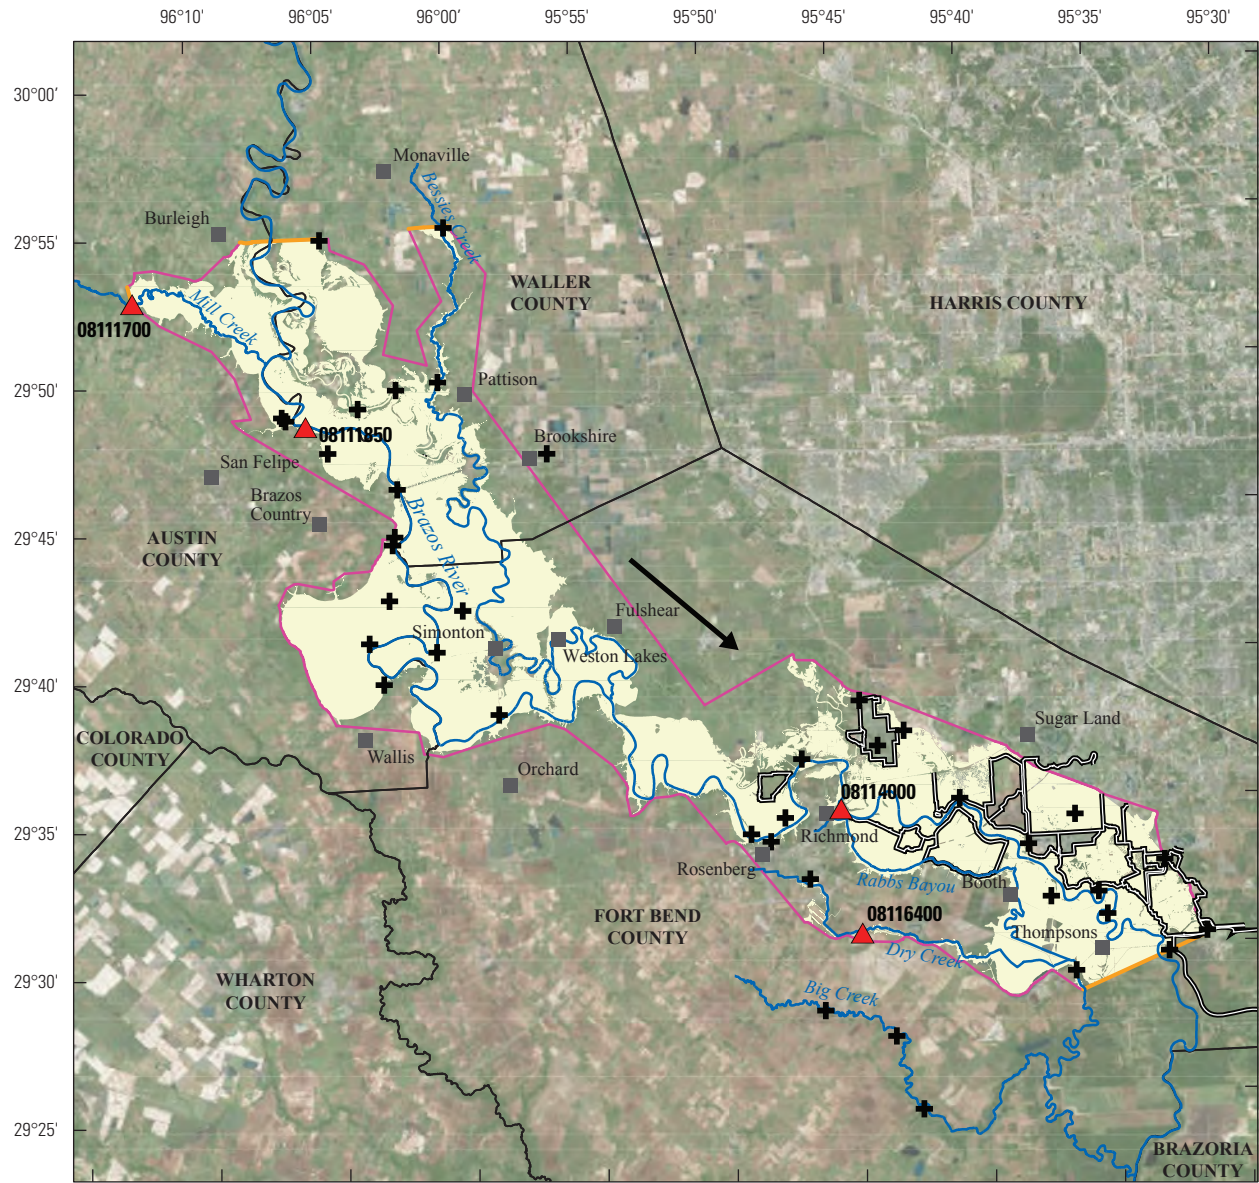 96°10' 96°05' 96°00' 95°55' 95°50' 95°45' 95°40' 95°35' 95°30'
30°00'
Monaville
Bessies Creek
Burleigh
29°55'
WALLER
COUNTY
HARRIS COUNTY
Mill Creek
08111700
29°50'
Pattison
08111850
Brookshire
San Felipe
Brazos
Country
Brazos River
29°45'
AUSTIN
COUNTY
Fulshear
Simonton
Weston Lakes
29°40'
Sugar Land
COLORADO
COUNTY
Wallis
Orchard
08114000
29°35'
Richmond
Rosenberg
Rabbs Bayou
Booth
08116400
FORT BEND
COUNTY
Thompsons
Dry Creek
29°30'
WHARTON
COUNTY
Big Creek
29°25'
BRAZORIA
COUNTY